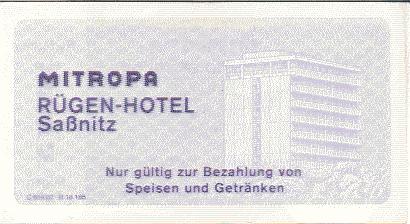 MITROPA
RÜGEN-HOTEL
Saßnitz
Nur gültig zur Bezahlung von
Speisen und Getränken